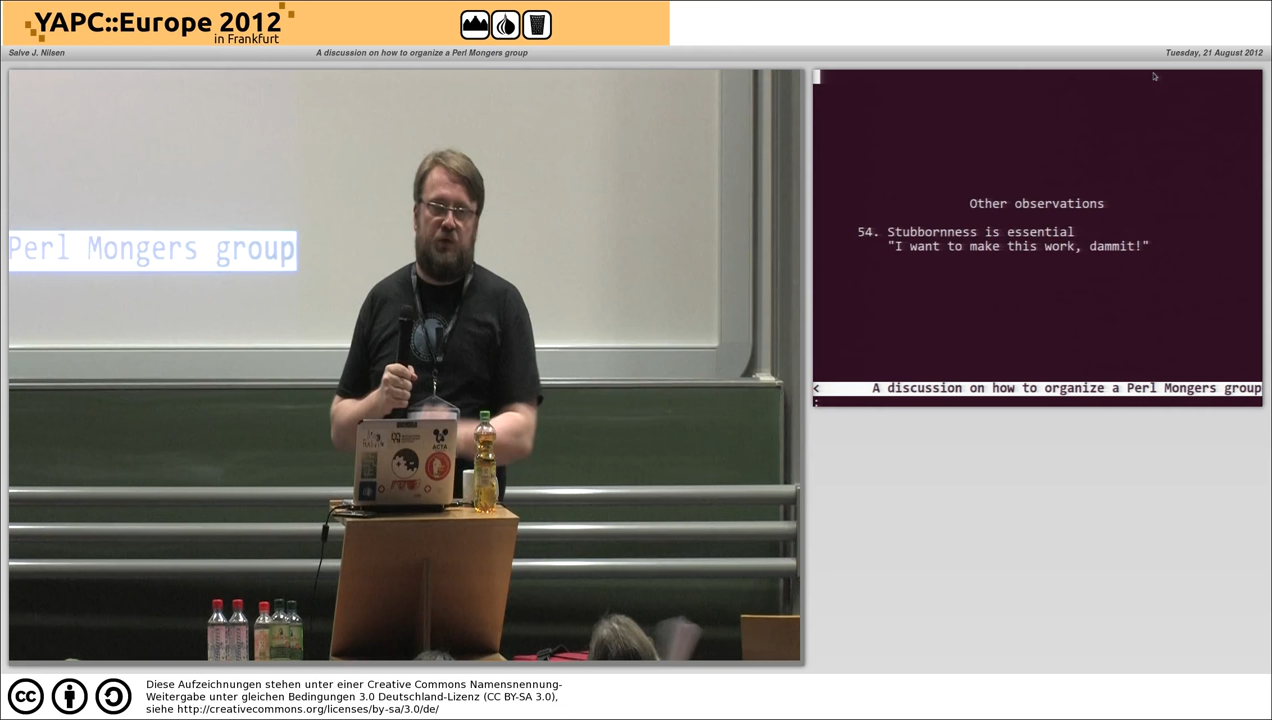 YAPC::Europe 2012
in Frankfurt
Salve J. Nilsen
A discussion on how to organize a Perl Mongers group
Tuesday, 21 August 2012
Perl Mongers group
ACTA
Other observations
54. Stubbornness is essential
"I want to make this work, dammit!"
< A discussion on how to organize a Perl Mongers group
:
cc
Diese Aufzeichnungen stehen unter einer Creative Commons Namensnennung-
Weitergabe unter gleichen Bedingungen 3.0 Deutschland-Lizenz (CC BY-SA 3.0),
siehe http://creativecommons.org/licenses/by-sa/3.0/de/